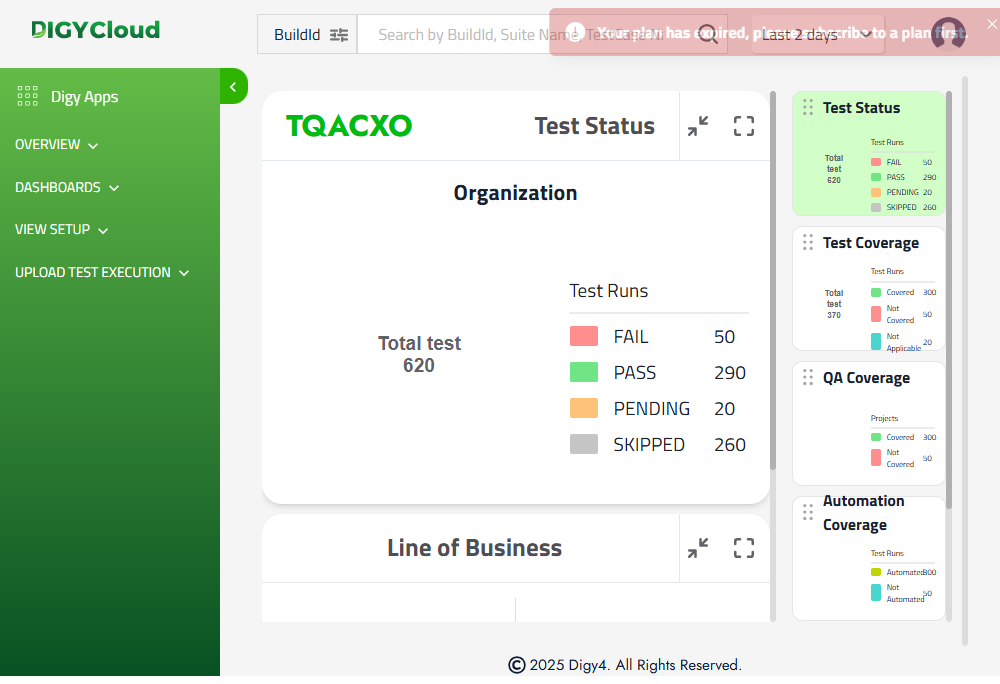 DIGYCloud
BuildId
Search by BuildId, Suite Name, Test
Last 2 days
Your plan has expired, please subscribe to a plan first.
Digy Apps
OVERVIEW
DASHBOARDS
VIEW SETUP
UPLOAD TEST EXECUTION
TQACXO
Test Status
Organization
Total test
620
Test Runs
FAIL 50
PASS 290
PENDING 20
SKIPPED 260
Line of Business
Test Status
Total
test
620
Test Runs
FAIL 50
PASS 290
PENDING 20
SKIPPED 260
Test Coverage
Total
test
370
Test Runs
Covered 300
Not
Covered 50
Not
Applicable 20
QA Coverage
Projects
Covered 300
Not
Covered 50
Automation
Coverage
Test Runs
Automated 300
Not
Automated 50
© 2025 Digy4. All Rights Reserved.